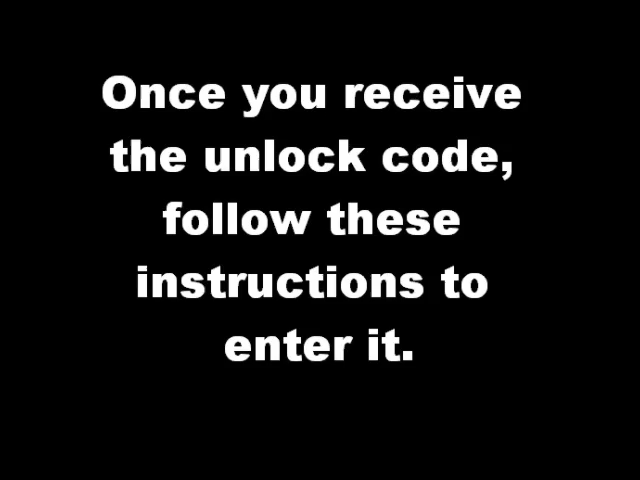 Once you receive
the unlock code,
follow these
instructions to
enter it.